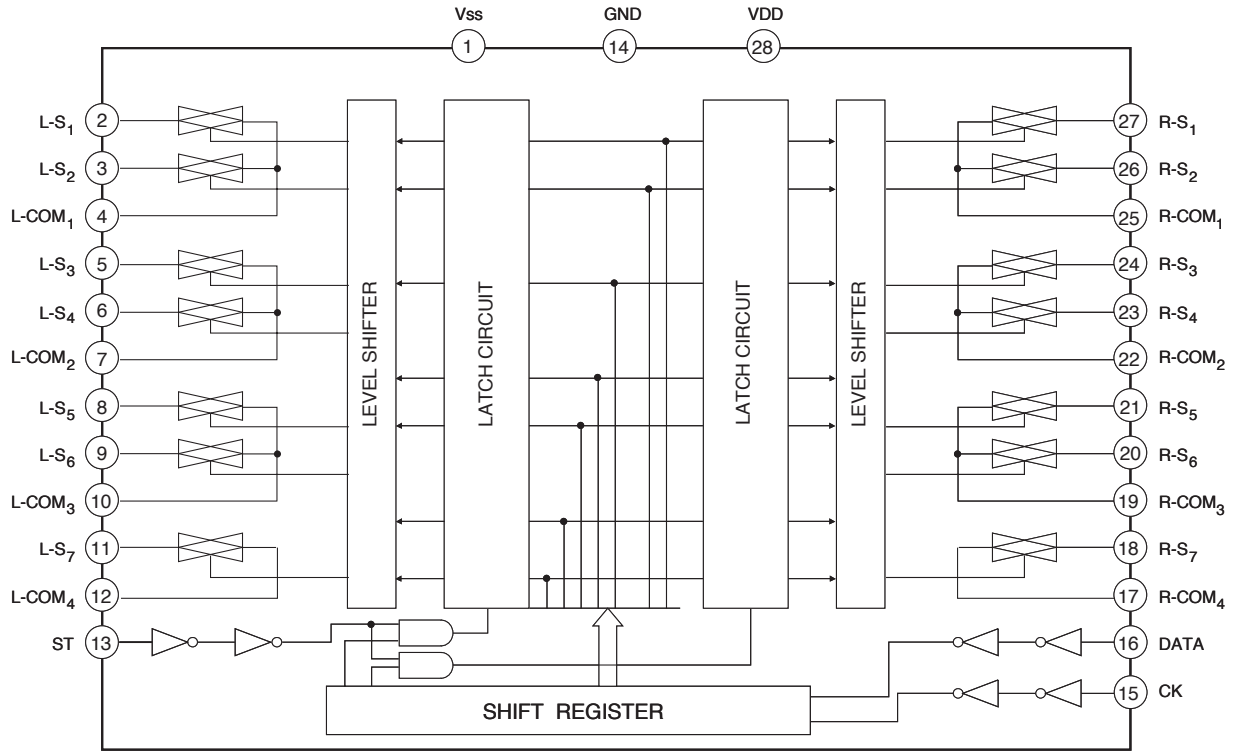 Vss GND VDD
1 14 28
L-S1 2 27 R-S1
L-S2 3 26 R-S2
L-COM1 4 25 R-COM1
L-S3 5 24 R-S3
L-S4 6 23 R-S4
L-COM2 7 22 R-COM2
L-S5 8 21 R-S5
L-S6 9 20 R-S6
L-COM3 10 19 R-COM3
L-S7 11 18 R-S7
L-COM4 12 17 R-COM4
LEVEL SHIFTER
LATCH CIRCUIT
LATCH CIRCUIT
LEVEL SHIFTER
ST 13 16 DATA
15 CK
SHIFT REGISTER